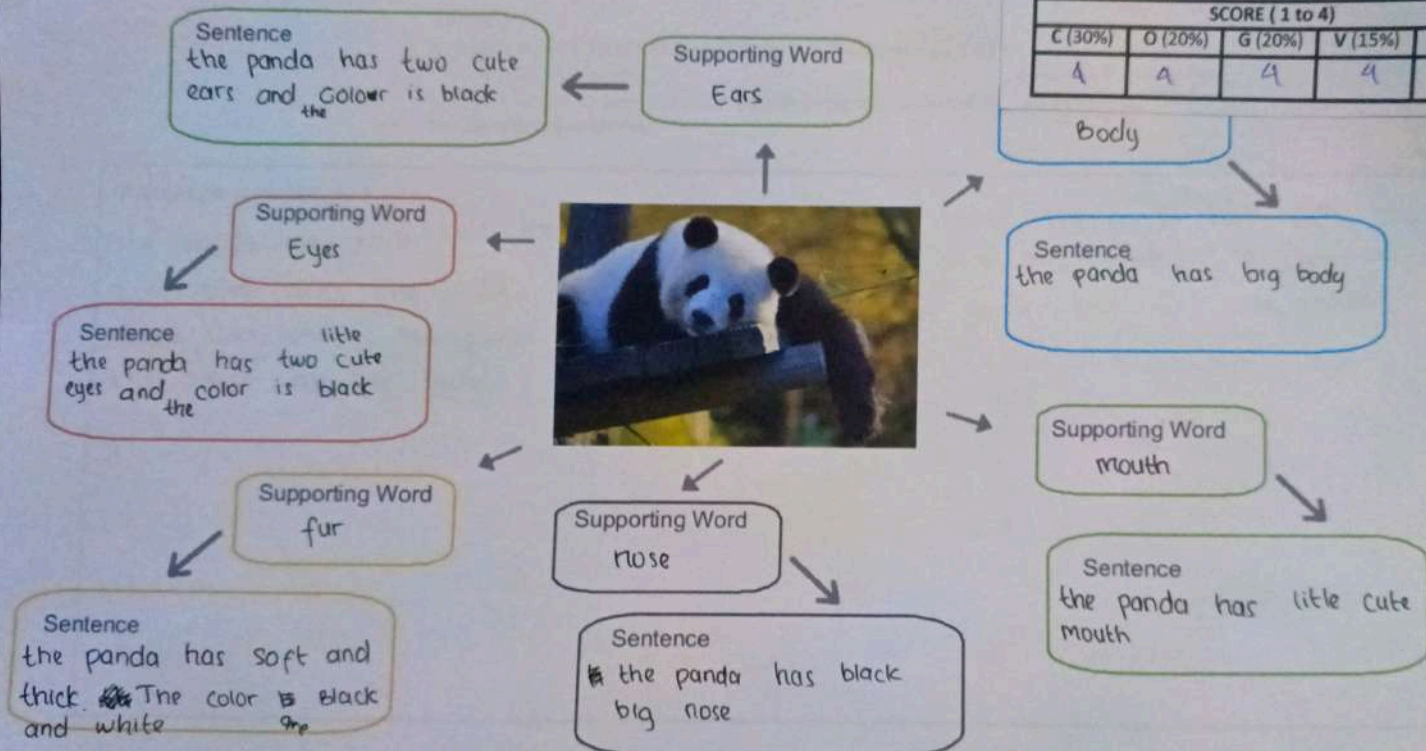 SCORE ( 1 to 4)
C (30%) O (20%) G (20%) V (15%)
4 4 4 4
Supporting Word
Ears
Sentence
the panda has two cute
ears and the Colour is black
Body
Sentence
the panda has big body
Supporting Word
Eyes
Sentence
the panda has two litle cute
eyes and the color is black
Supporting Word
mouth
Sentence
the panda has litle cute
mouth
Supporting Word
fur
Sentence
the panda has soft and
thick. The color are Black
and white
Supporting Word
nose
Sentence
the panda has black
big nose